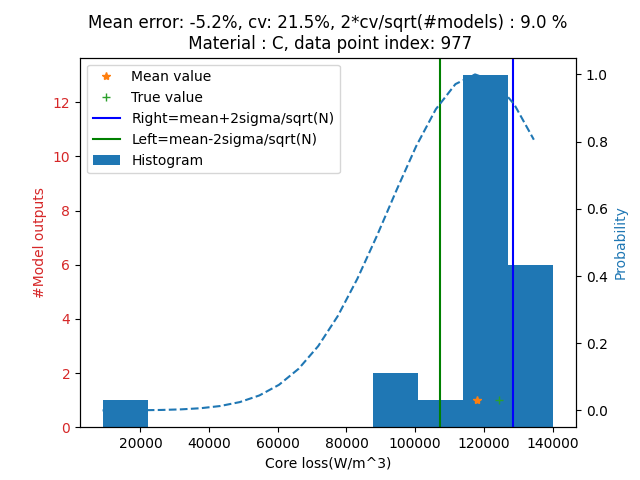 Mean error: -5.2%, cv: 21.5%, 2*cv/sqrt(#models) : 9.0 %
Material : C, data point index: 977
Mean value
True value
Right=mean+2sigma/sqrt(N)
Left=mean-2sigma/sqrt(N)
Histogram
#Model outputs
12
10
8
6
4
2
0
1.0
0.8
0.6
0.4
0.2
0.0
Probability
20000 40000 60000 80000 100000 120000 140000
Core loss(W/m^3)